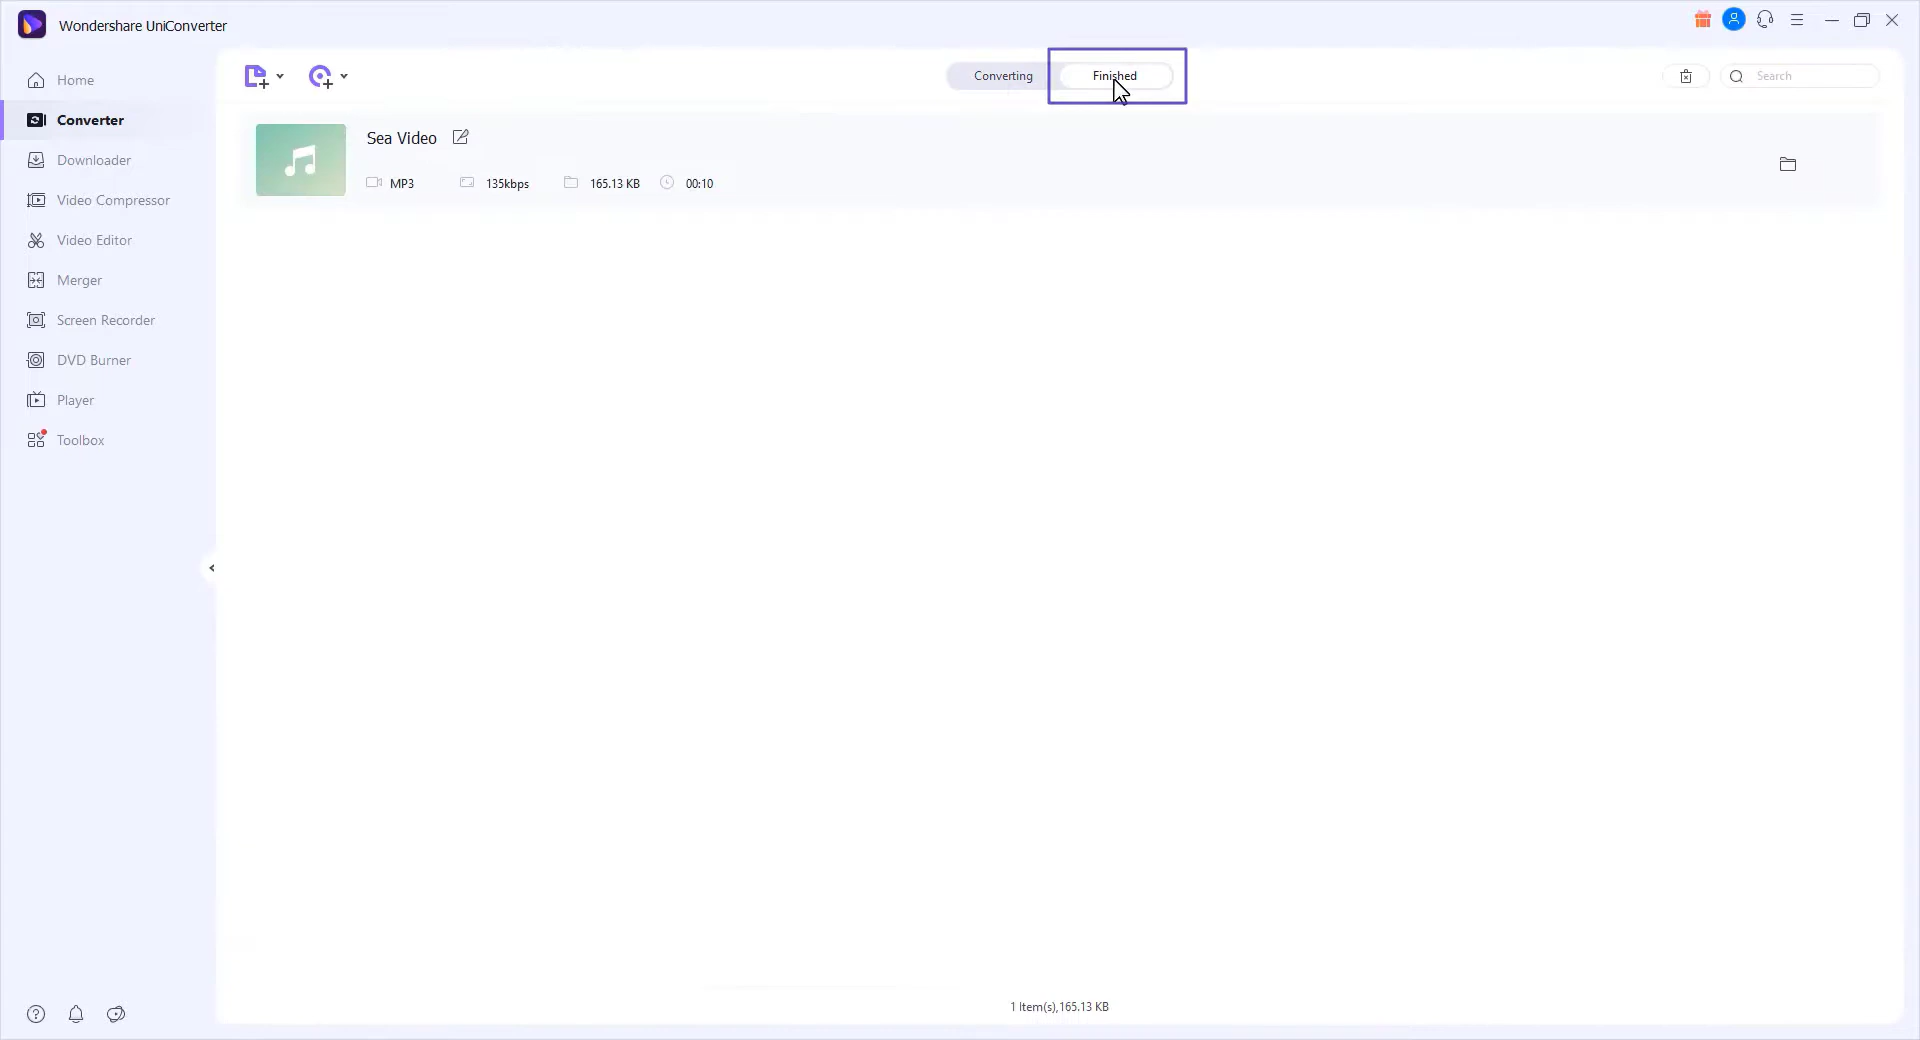 Wondershare UniConverter
Home
Converter
Downloader
Video Compressor
Video Editor
Merger
Screen Recorder
DVD Burner
Player
Toolbox
Converting
Finished
Search
Sea Video
MP3 135kbps 165.13 KB 00:10
1 Item(s),165.13 KB